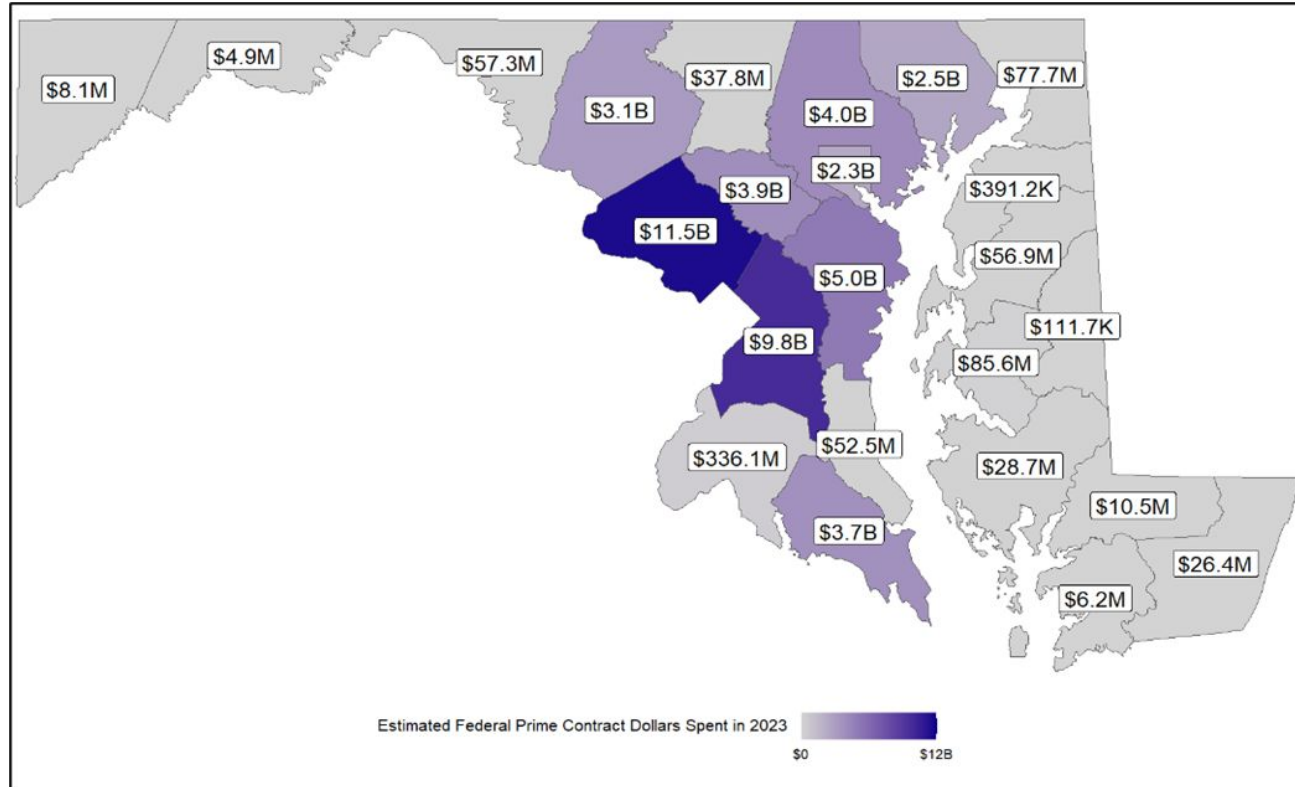 $4.9M
$8.1M
$57.3M
$37.8M
$2.5B
$77.7M
$3.1B
$4.0B
$2.3B
$3.9B
$391.2K
$11.5B
$56.9M
$5.0B
$111.7K
$9.8B
$85.6M
$52.5M
$336.1M
$28.7M
$10.5M
$3.7B
$26.4M
$6.2M
Estimated Federal Prime Contract Dollars Spent in 2023
$0 $12B